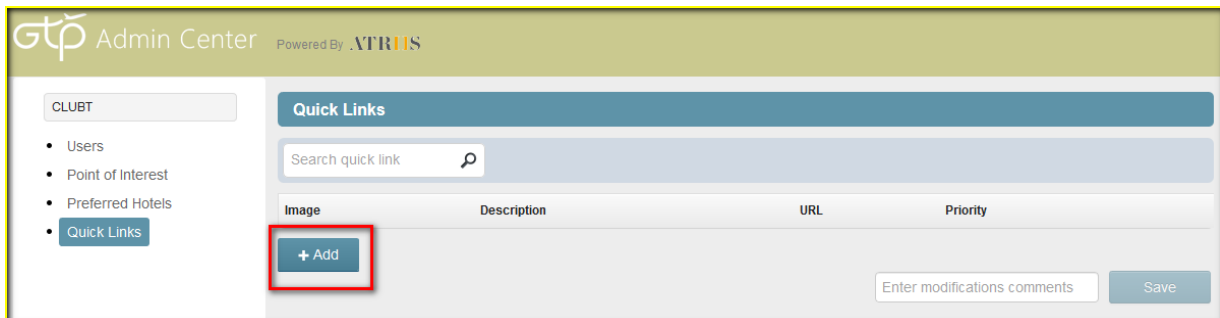 Gtp Admin Center Powered By ATRIIS
CLUBT
Users
Point of Interest
Preferred Hotels
Quick Links
Quick Links
Search quick link
Image Description URL Priority
+ Add
Enter modifications comments Save